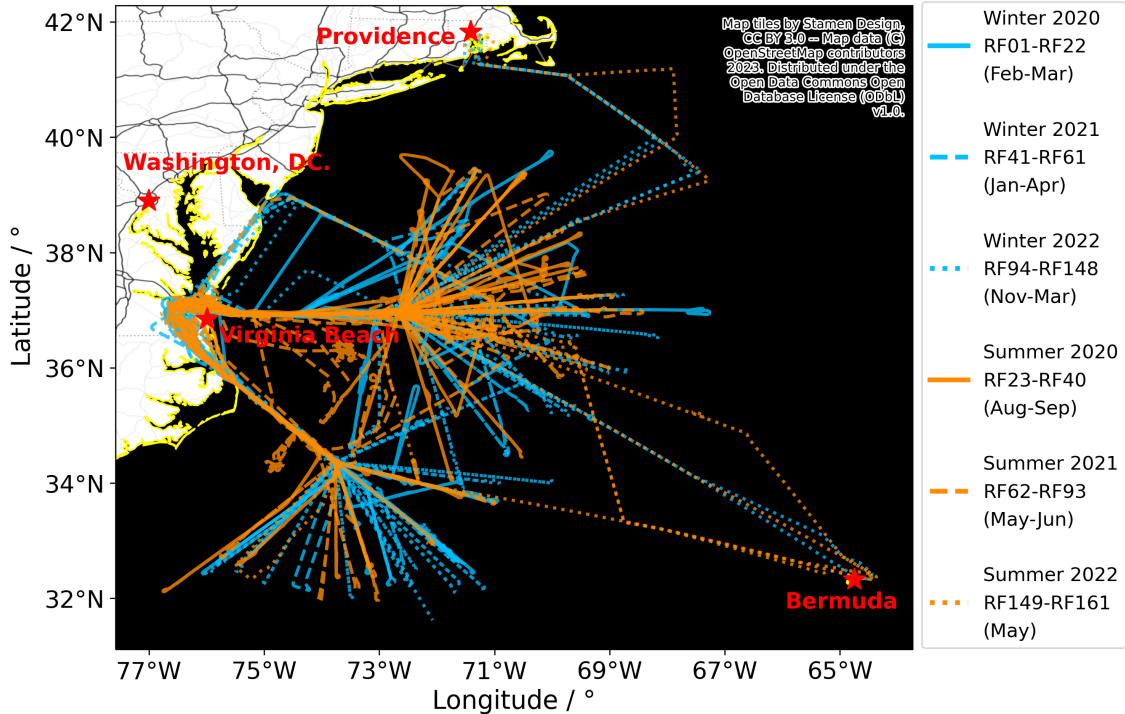 42°N
40°N
38°N
36°N
34°N
32°N
Latitude / °
77°W
75°W
73°W
71°W
69°W
67°W
65°W
Longitude / °
Providence
Washington, DC.
Virginia Beach
Bermuda
Map tiles by Stamen Design,
CC BY 3.0 -- Map data (C)
OpenStreetMap contributors
2023. Distributed under the
Open Data Commons Open
Database License (ODbL)
v1.0.
Winter 2020
RF01-RF22
(Feb-Mar)
Winter 2021
RF41-RF61
(Jan-Apr)
Winter 2022
RF94-RF148
(Nov-Mar)
Summer 2020
RF23-RF40
(Aug-Sep)
Summer 2021
RF62-RF93
(May-Jun)
Summer 2022
RF149-RF161
(May)